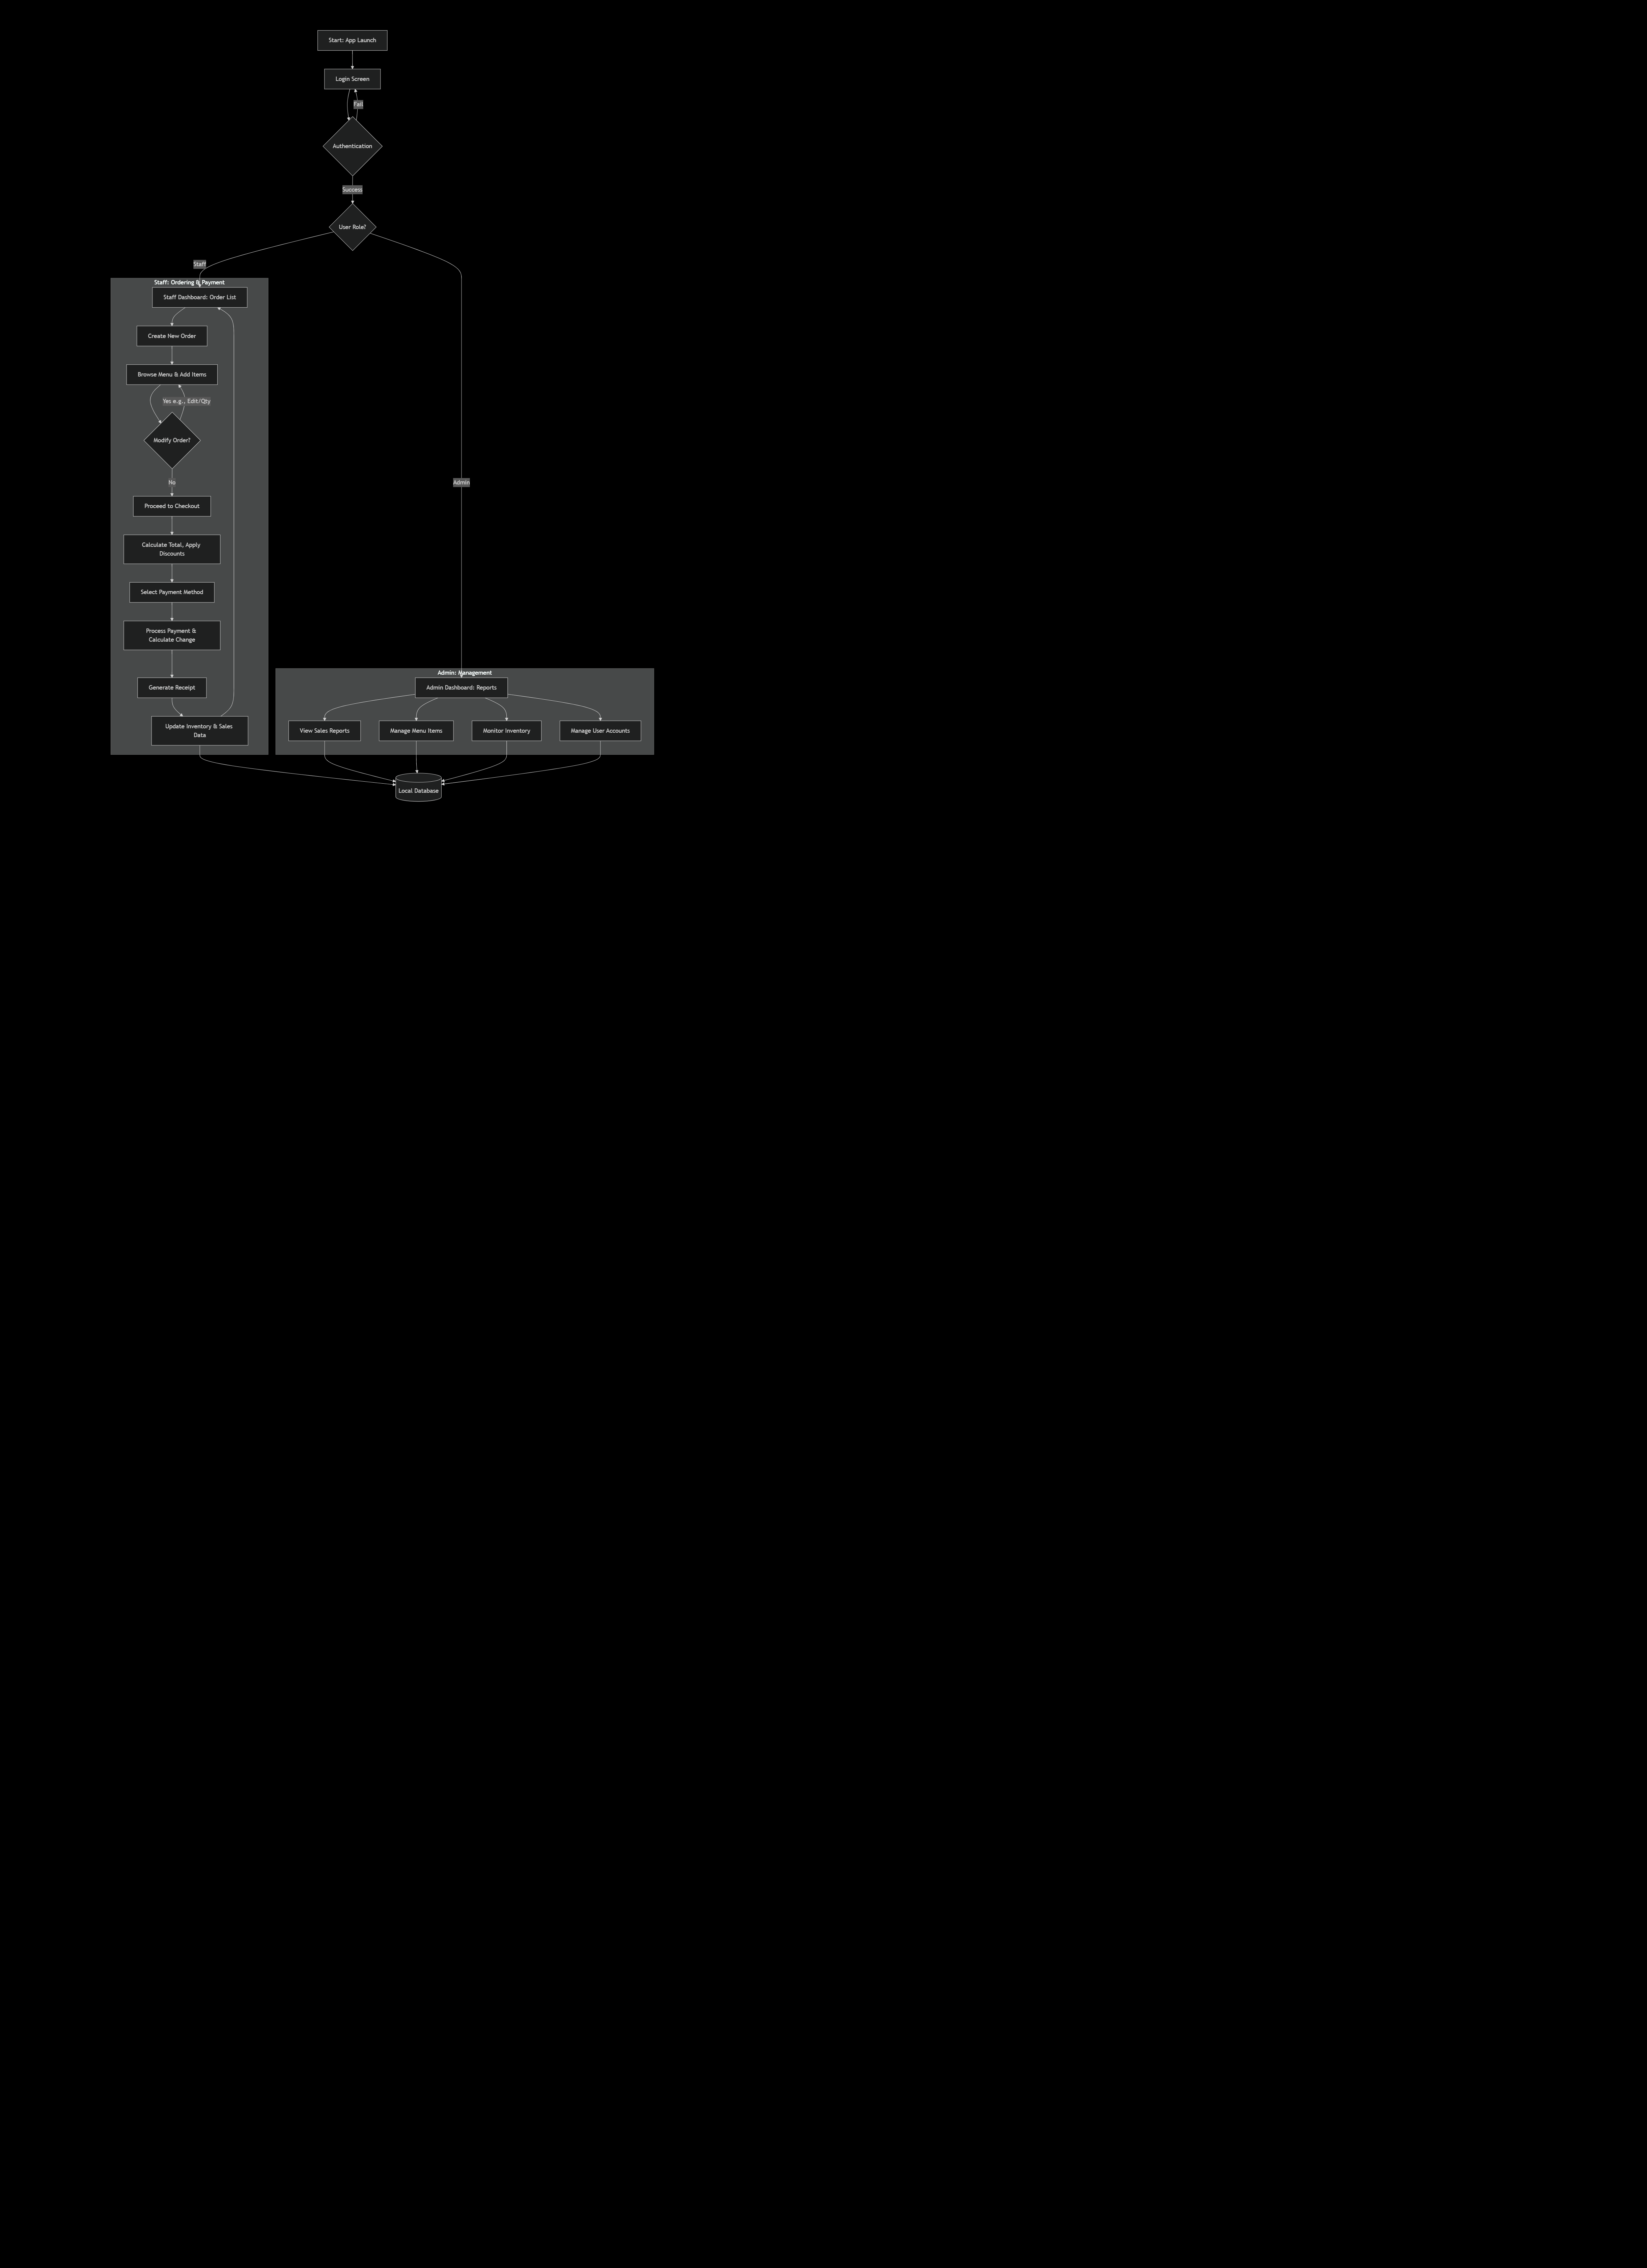 Start: App Launch
Login Screen
Fail
Authentication
Success
User Role?
Staff
Staff: Ordering & Payment
Staff Dashboard: Order List
Create New Order
Browse Menu & Add Items
Yes e.g., Edit/Qty
Modify Order?
No
Proceed to Checkout
Calculate Total, Apply
Discounts
Select Payment Method
Process Payment &
Calculate Change
Generate Receipt
Update Inventory & Sales
Data
Admin
Admin: Management
Admin Dashboard: Reports
View Sales Reports
Manage Menu Items
Monitor Inventory
Manage User Accounts
Local Database